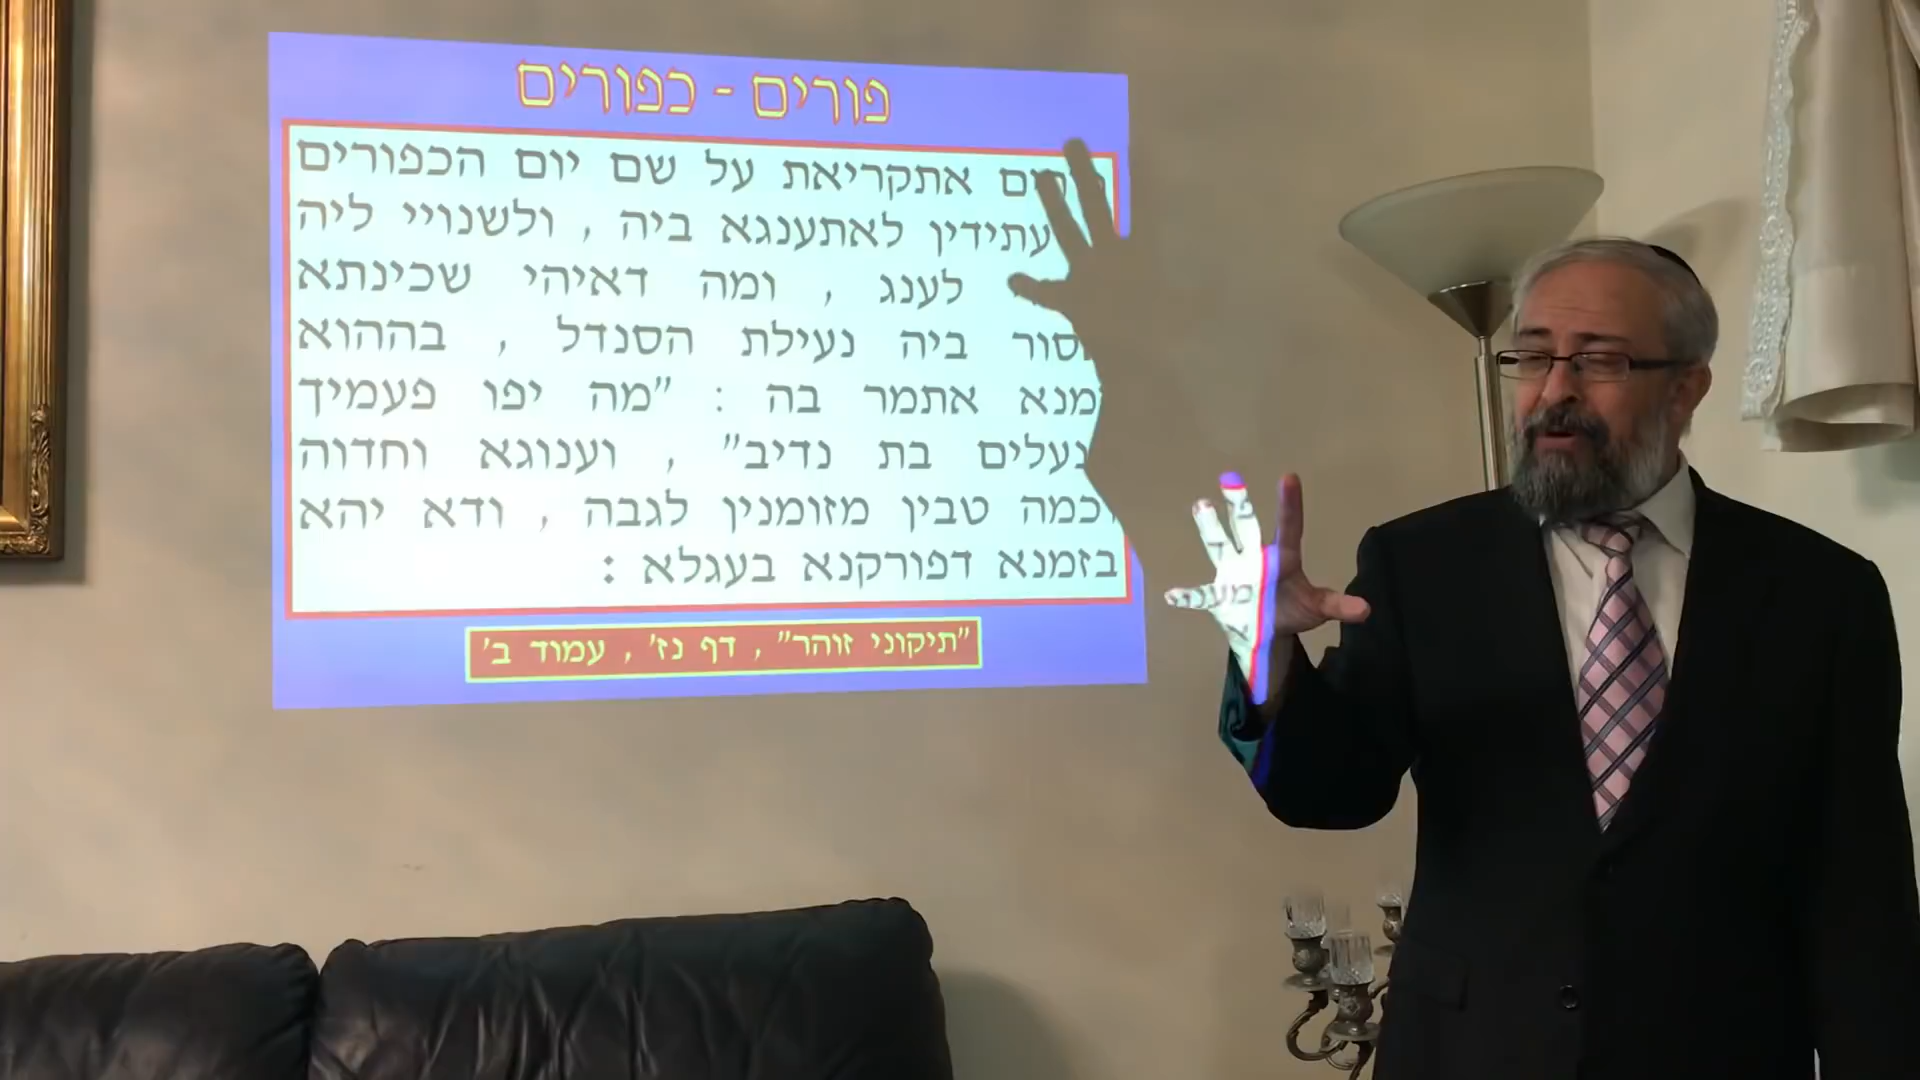 פורים - כפורים
אתקריאת על שם יום הכפורים
עתידין לאתענגא ביה , ולשנויי ליה
לענג , ומה דאיהי שכינתא
ביה נעילת הסנדל , בההוא
אתמר בה : "מה יפו פעמיך
בת נדיב" , וענוגא וחדוה
טבין מזומנין לגבה , ודא יהא
בזמנא דפורקנא בעגלא :
"תיקוני זוהר" , דף נז' , עמוד ב'